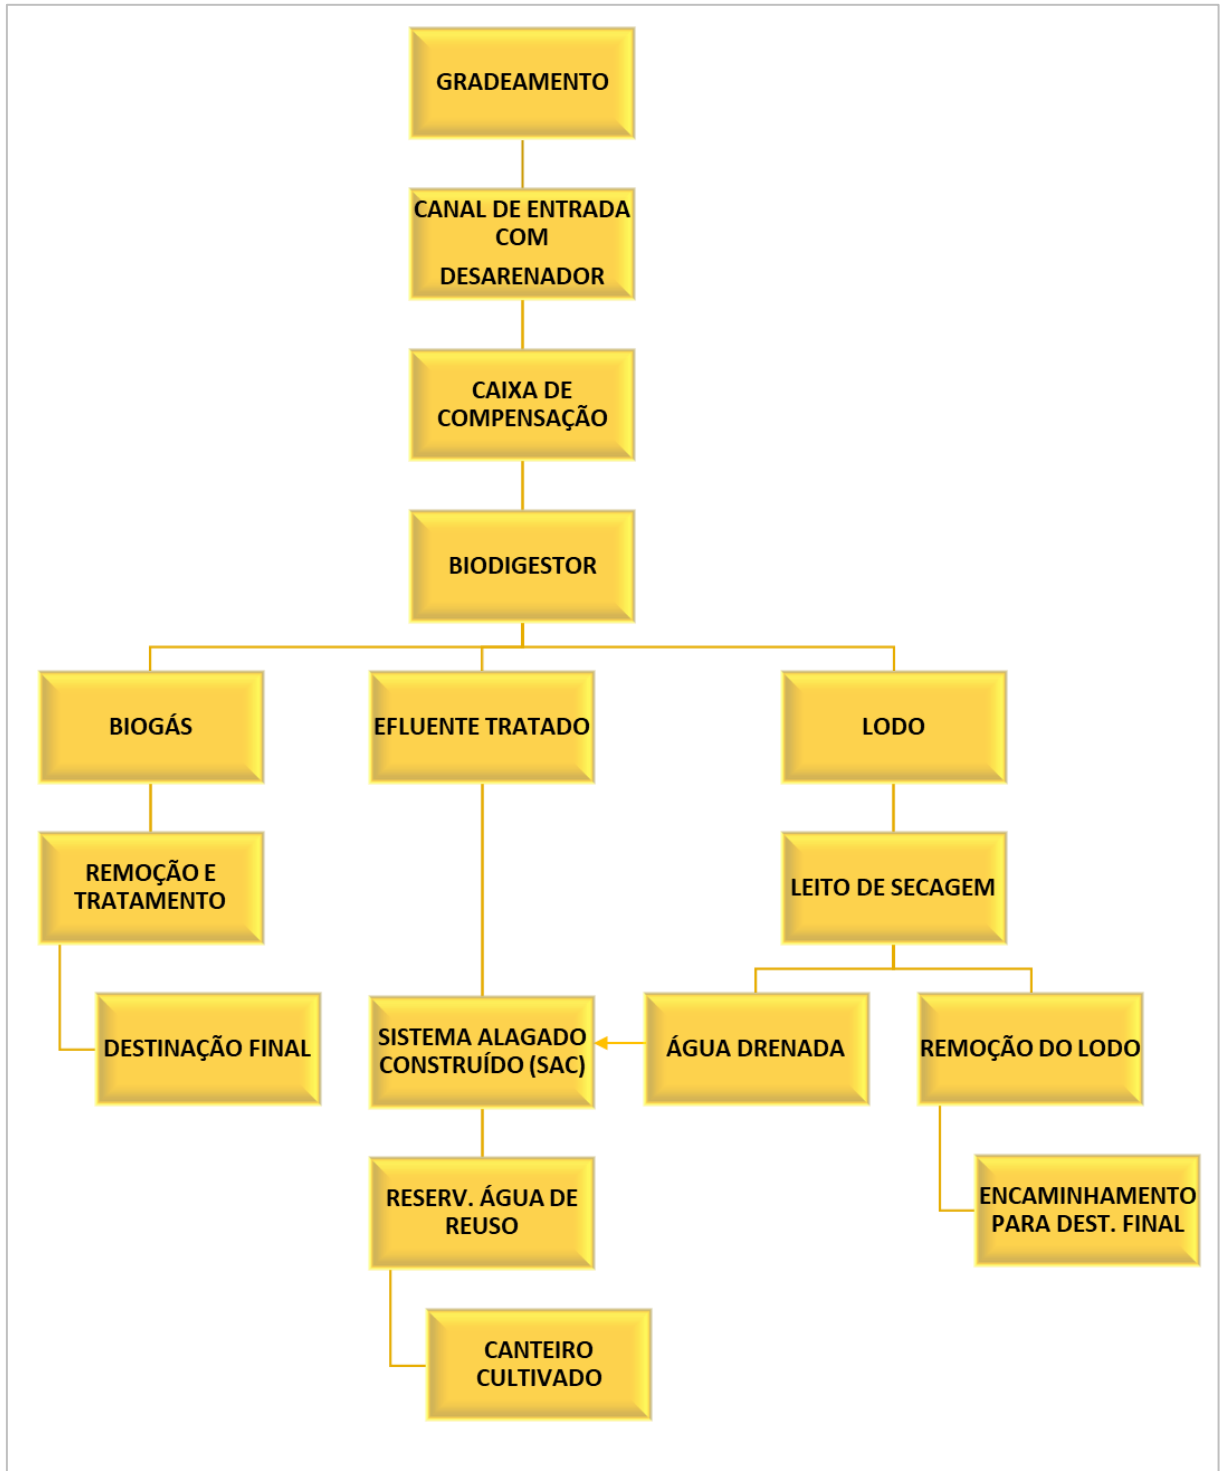 GRADEAMENTO
CANAL DE ENTRADA
COM
DESARENADOR
CAIXA DE
COMPENSAÇÃO
BIODIGESTOR
BIOGÁS
EFLUENTE TRATADO
LODO
REMOÇÃO E
TRATAMENTO
LEITO DE SECAGEM
DESTINAÇÃO FINAL
SISTEMA ALAGADO
CONSTRUÍDO (SAC)
ÁGUA DRENADA
REMOÇÃO DO LODO
RESERV. ÁGUA DE
REUSO
ENCAMINHAMENTO
PARA DEST. FINAL
CANTEIRO
CULTIVADO